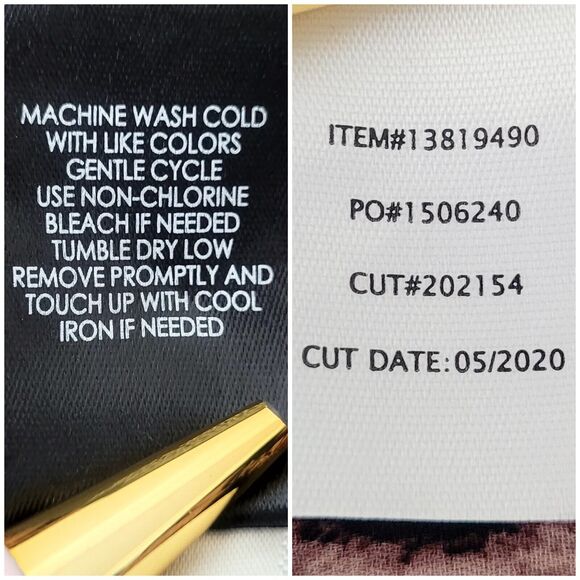 MACHINE WASH COLD
WITH LIKE COLORS
GENTLE CYCLE
USE NON-CHLORINE
BLEACH IF NEEDED
TUMBLE DRY LOW
REMOVE PROMPTLY AND
TOUCH UP WITH COOL
IRON IF NEEDED
ITEM#13819490
PO#1506240
CUT#202154
CUT DATE:05/2020